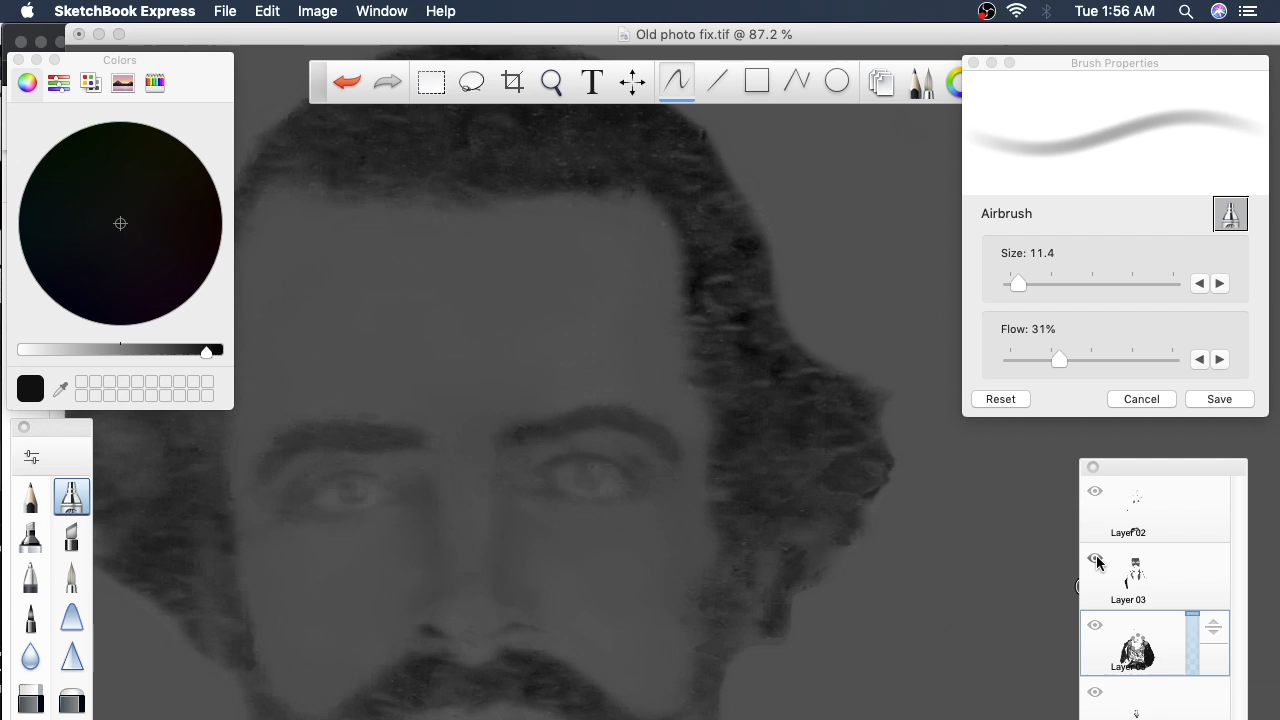 SketchBook Express File Edit Image Window Help Tue 1:56 AM
Old photo fix.tif @ 87.2 %
Colors
T
Brush Properties
Airbrush
Size: 11.4
Flow: 31%
Reset Cancel Save
Layer 02
Layer 03